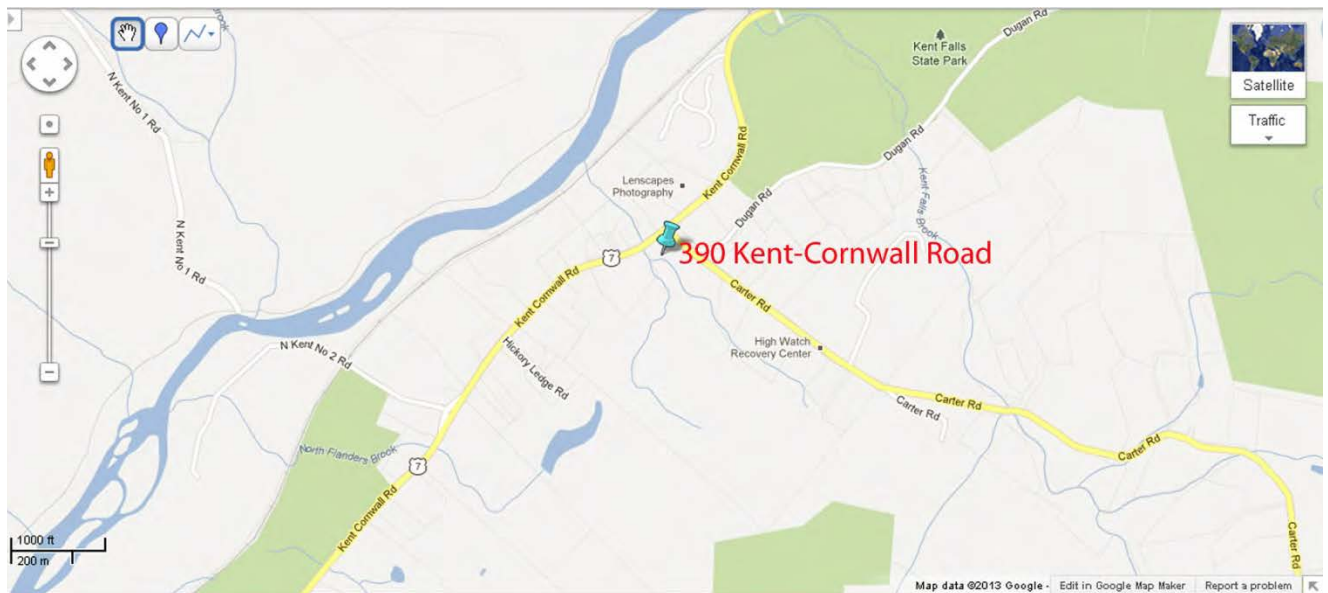 Brook
N Kent No 1 Rd
Dugan Rd
Kent Falls
State Park
Satellite
Traffic
Kent Cornwall Rd
Dugan Rd
Lenscapes
Photography
Kent Cornwall Rd
Dugan Rd
Kent Falls Brook
N Kent No 1 Rd
390 Kent-Cornwall Road
7
Kent Cornwall Rd
Carter Rd
High Watch
Recovery Center
N Kent No 2 Rd
Hickory Ledge Rd
Carter Rd
Carter Rd
Carter Rd
North Flanders Brook
7
Kent Cornwall Rd
Carter Rd
1000 ft
200 m
Map data ©2013 Google -
Edit in Google Map Maker
Report a problem